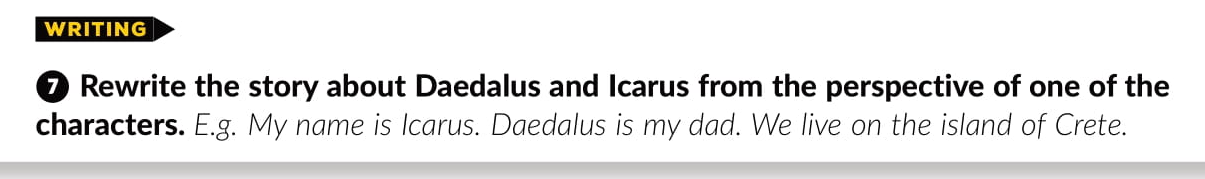 WRITING
7 Rewrite the story about Daedalus and Icarus from the perspective of one of the
characters. E.g. My name is Icarus. Daedalus is my dad. We live on the island of Crete.